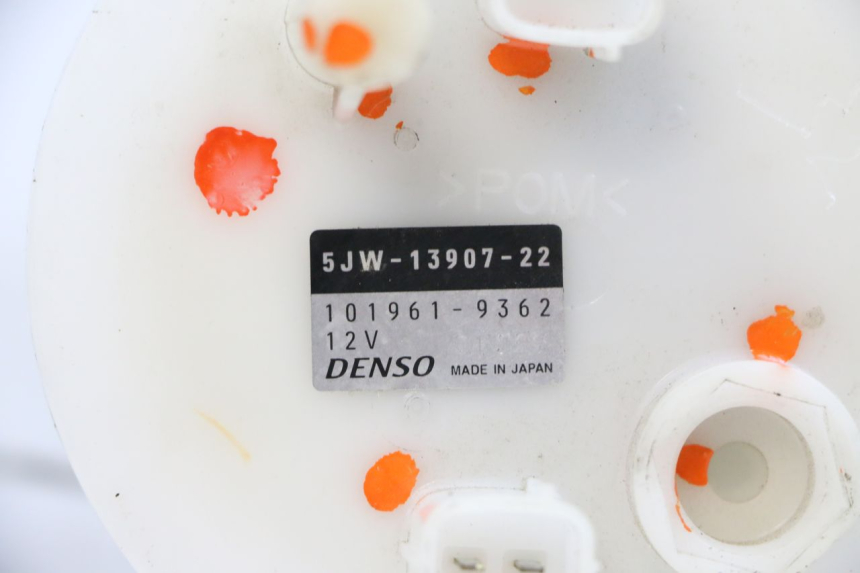 >POM<
5JW-13907-22
101961-9362
12V
DENSO MADE IN JAPAN